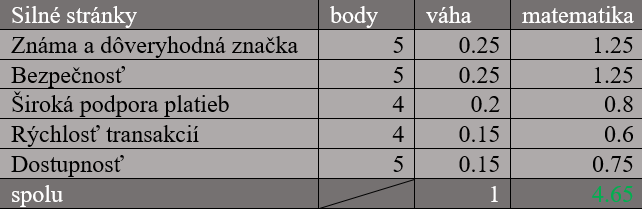 Silné stránky body váha matematika
Známa a dôveryhodná značka 5 0.25 1.25
Bezpečnosť 5 0.25 1.25
Široká podpora platieb 4 0.2 0.8
Rýchlosť transakcií 4 0.15 0.6
Dostupnosť 5 0.15 0.75
spolu 1 4.65